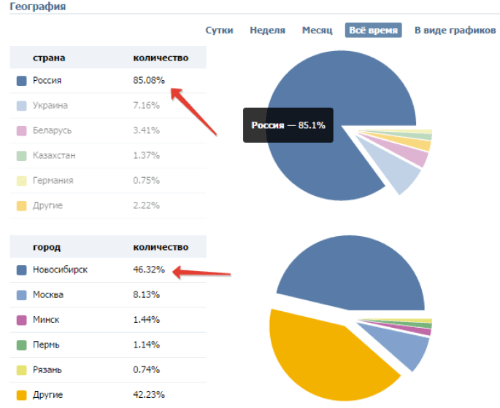 География
Сутки Неделя Месяц Всё время В виде графиков
страна количество
Россия 85.08%
Украина 7.16%
Беларусь 3.41%
Казахстан 1.37%
Германия 0.75%
Другие 2.22%
Россия — 85.1%
город количество
Новосибирск 46.32%
Москва 8.13%
Минск 1.44%
Пермь 1.14%
Рязань 0.74%
Другие 42.23%